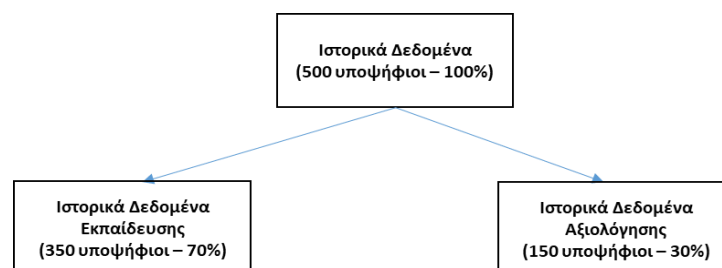 Ιστορικά Δεδομένα
(500 υποψήφιοι – 100%)
Ιστορικά Δεδομένα
Εκπαίδευσης
(350 υποψήφιοι – 70%)
Ιστορικά Δεδομένα
Αξιολόγησης
(150 υποψήφιοι – 30%)